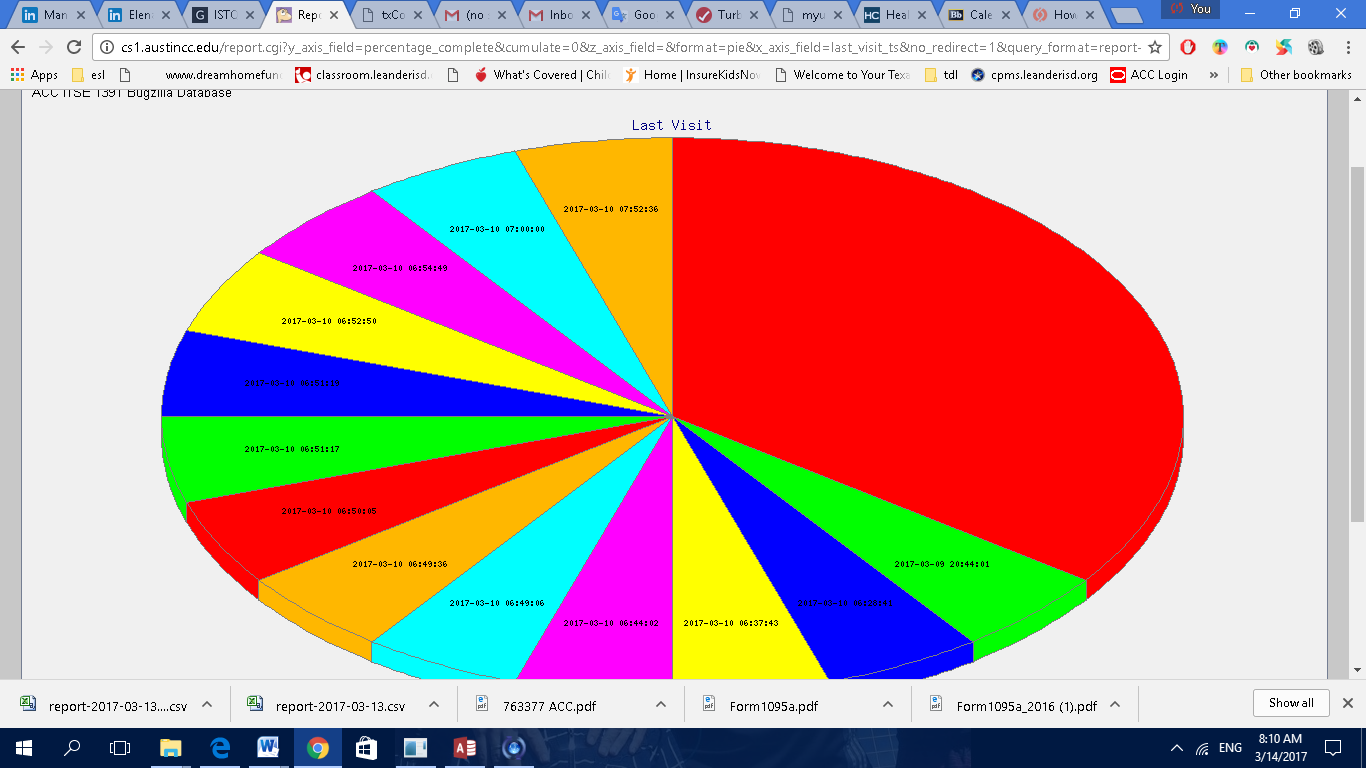 Man
Elen
ISTC
Repo
txCo
M (no
Inbo
Goo
Turb
myu
Heal
Cale
How
You
cs1.austincc.edu/report.cgi?y_axis_field=percentage_complete&cumulate=0&z_axis_field=&format=pie&x_axis_field=last_visit_ts&no_redirect=1&query_format=report-
Apps
esl
www.dreamhomefund
classroom.leanderisd.
What's Covered | Chil
Home | InsureKidsNov
Welcome to Your Texa
tdl
cpms.leanderisd.org
ACC Login
»
Other bookmarks
ACC ITSE 1391 Bugzilla Database
Last Visit
2017-03-10 07:52:36
2017-03-10 07:00:00
2017-03-10 06:54:49
2017-03-10 06:52:50
2017-03-10 06:51:17
2017-03-10 06:50:05
2017-03-10 06:49:36
2017-03-09 20:44:01
2017-03-10 06:49:06
2017-03-10 06:44:02
2017-03-10 06:37:43
report-2017-03-13....csv
report-2017-03-13.csv
763377 ACC.pdf
Form1095a.pdf
Form1095a_2016 (1).pdf
Show all
ENG
8:10 AM
3/14/2017